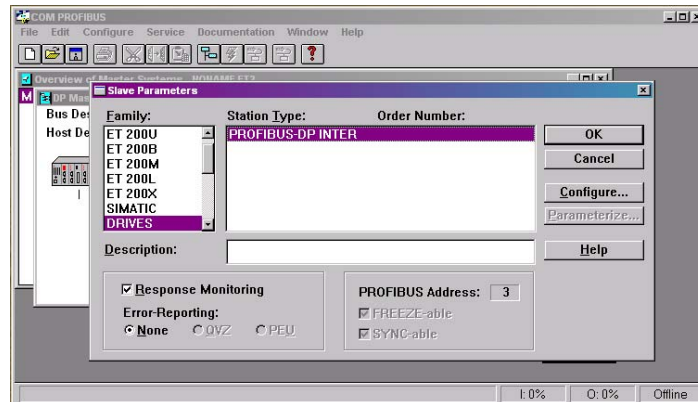 COM PROFIBUS
File Edit Configure Service Documentation Window Help
Overview of Master Systems - NONAME.ET2
DP Mas
Slave Parameters
Bus Des
Host De
Family:
Station Type:
Order Number:
ET 200U
ET 200B
ET 200M
ET 200L
ET 200X
SIMATIC
DRIVES
PROFIBUS-DP INTER
OK
Cancel
Configure...
Parameterize...
Help
Description:
Response Monitoring
Error-Reporting:
None QVZ PEU
PROFIBUS Address: 3
FREEZE-able
SYNC-able
I: 0% O: 0% Offline